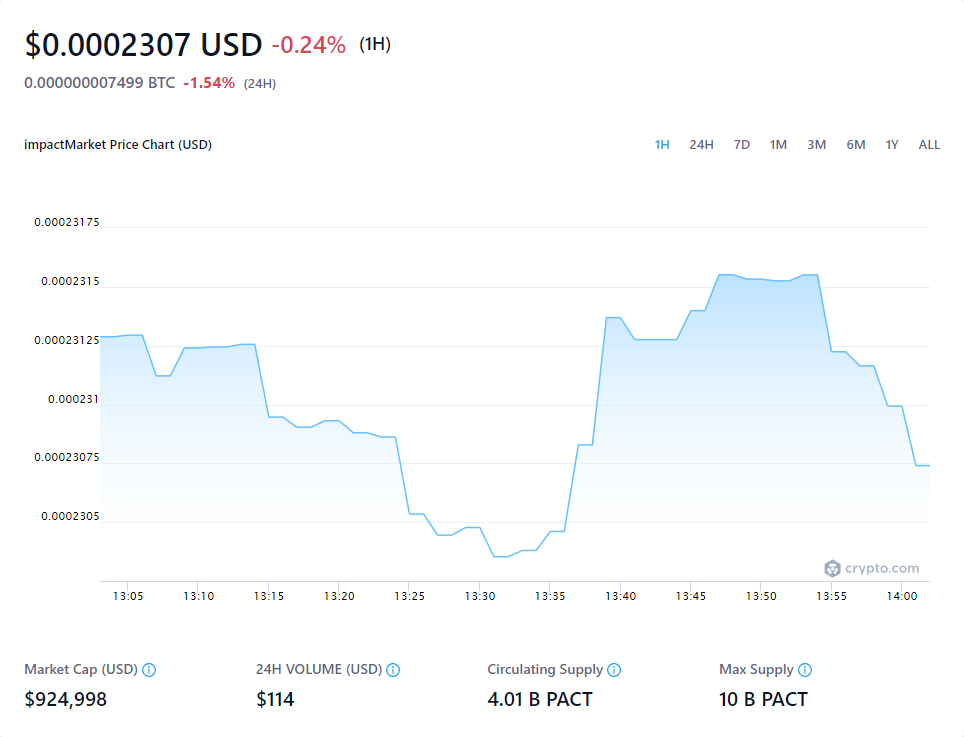 $0.0002307 USD -0.24% (1H)
0.000000007499 BTC -1.54% (24H)
impactMarket Price Chart (USD)
1H 24H 7D 1M 3M 6M 1Y ALL
0.00023175
0.0002315
0.00023125
0.000231
0.00023075
0.0002305
crypto.com
13:05 13:10 13:15 13:20 13:25 13:30 13:35 13:40 13:45 13:50 13:55 14:00
Market Cap (USD) 24H VOLUME (USD) Circulating Supply Max Supply
$924,998 $114 4.01 B PACT 10 B PACT